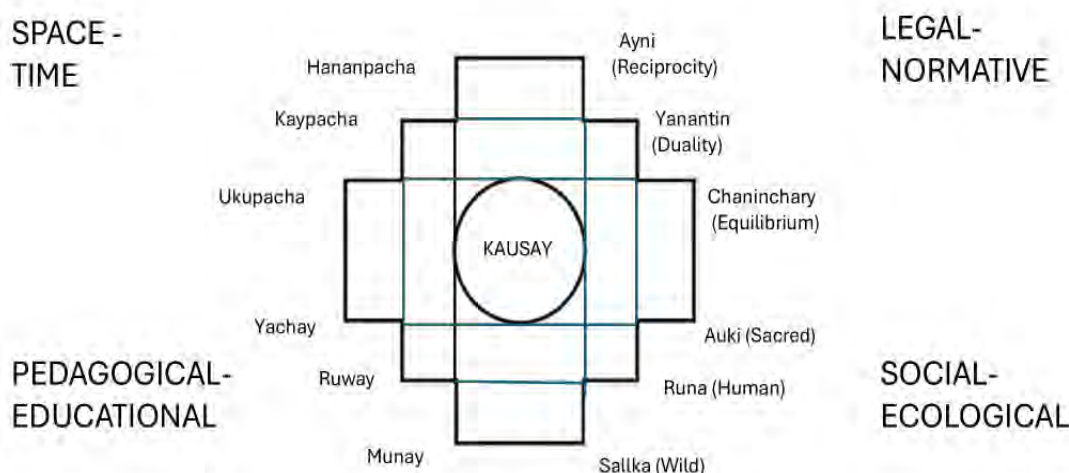 SPACE -
TIME
Hananpacha
Kaypacha
Ukupacha
Ayni
(Reciprocity)
Yanantin
(Duality)
Chaninchary
(Equilibrium)
LEGAL-
NORMATIVE
KAUSAY
Yachay
Ruway
Munay
PEDAGOGICAL-
EDUCATIONAL
Auki (Sacred)
Runa (Human)
Sallka (Wild)
SOCIAL-
ECOLOGICAL